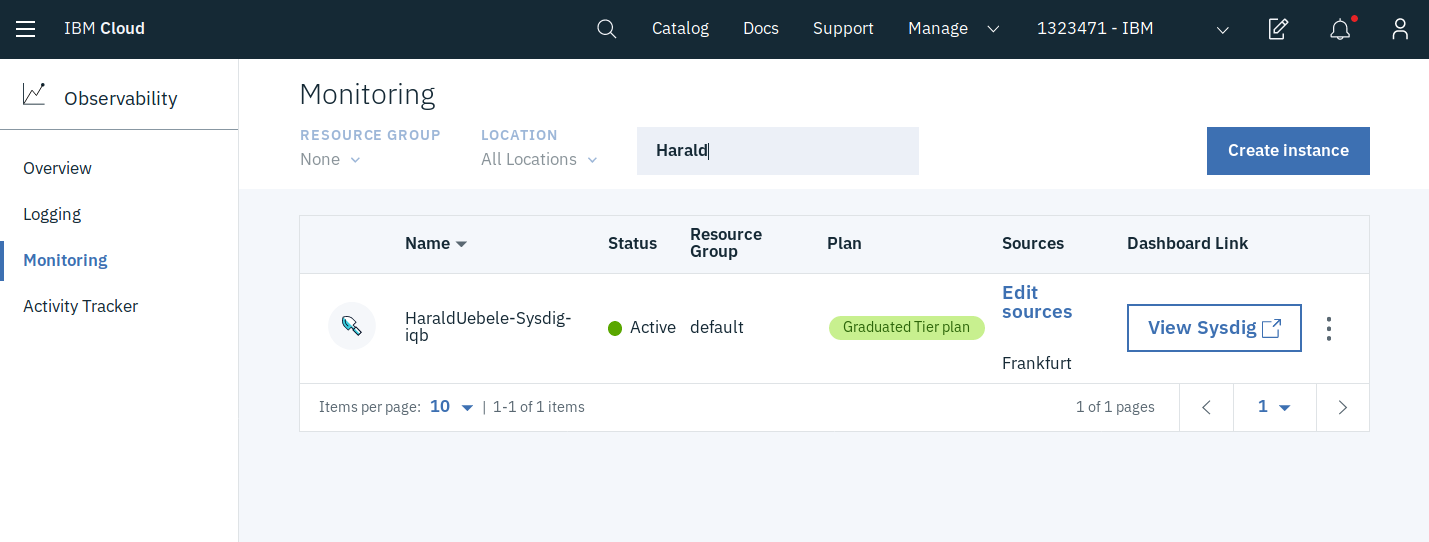 IBM Cloud
Catalog
Docs
Support
Manage
1323471 - IBM
Observability
Overview
Logging
Monitoring
Activity Tracker
Monitoring
RESOURCE GROUP
None
LOCATION
All Locations
Harald
Create instance
Name
Status
Resource
Group
Plan
Sources
Dashboard Link
HaraldUebele-Sysdig-
iqb
Active
default
Graduated Tier plan
Edit
sources
Frankfurt
View Sysdig
Items per page: 10 | 1-1 of 1 items
1 of 1 pages
1